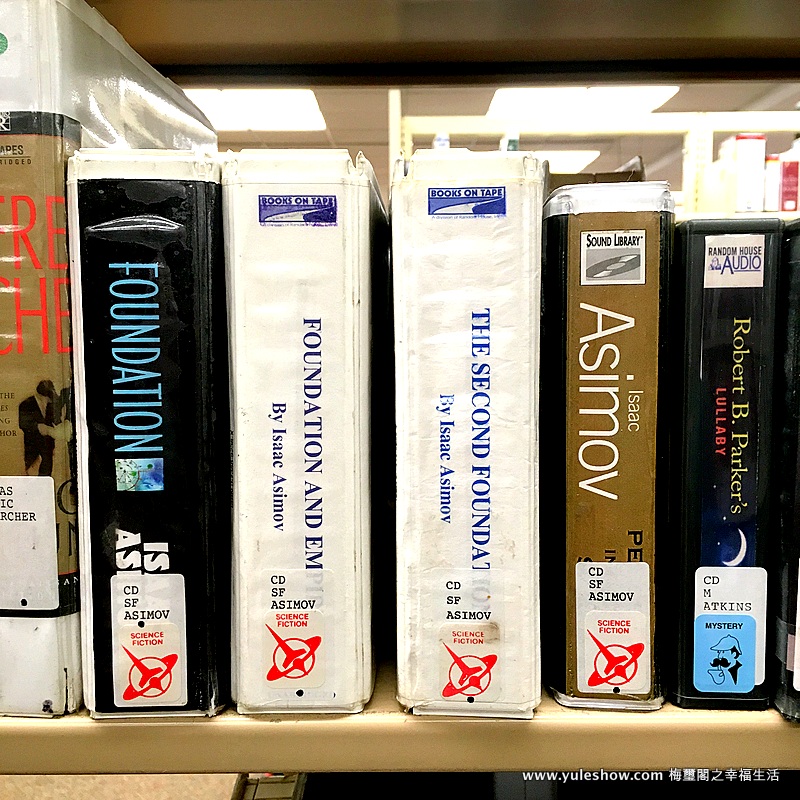 APES
FOUNDATION
CD
SF
ASIMOV
SCIENCE
FICTION
BOOKS ON TAPE
FOUNDATION AND EM
By Isaac Asimov
CD
SF
ASIMOV
SCIENCE
FICTION
BOOKS ON TAPE
THE SECOND FOUNDAT
By Isaac Asimov
CD
SF
ASIMOV
SCIENCE
FICTION
SOUND LIBRARY
Isaac
Asimov
PE
IN
S
CD
SF
ASIMOV
SCIENCE
FICTION
RANDOM HOUSE
AUDIO
Robert B. Parker's
LULLABY
CD
M
ATKINS
MYSTERY
www.yuleshow.com 梅璽閣之幸福生活